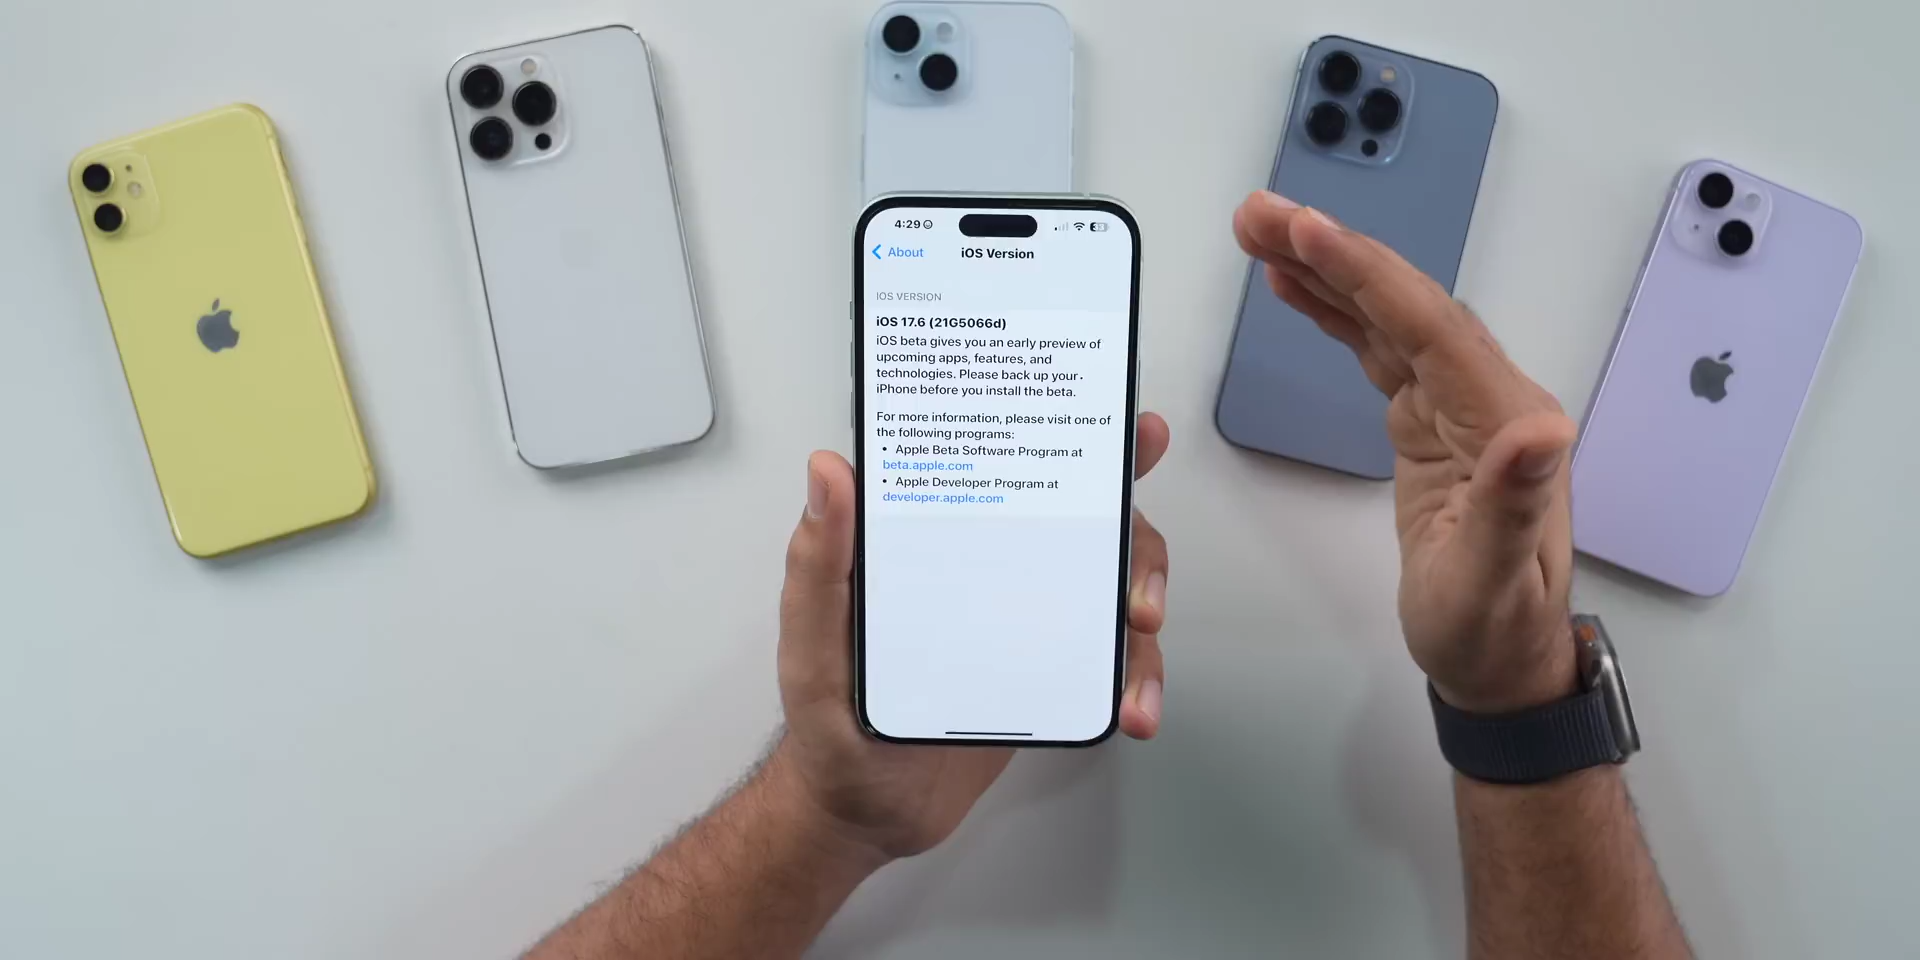 4:29
About
iOS Version
IOS VERSION
iOS 17.6 (21G5066d)
iOS beta gives you an early preview of
upcoming apps, features, and
technologies. Please back up your
iPhone before you install the beta.
For more information, please visit one of
the following programs:
• Apple Beta Software Program at
beta.apple.com
• Apple Developer Program at
developer.apple.com